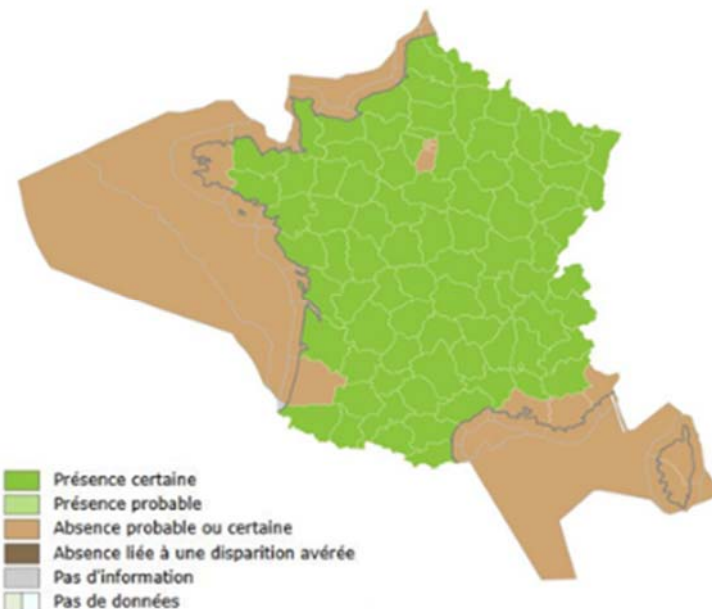 Présence certaine
Présence probable
Absence probable ou certaine
Absence liée à une disparition avérée
Pas d'information
Pas de données